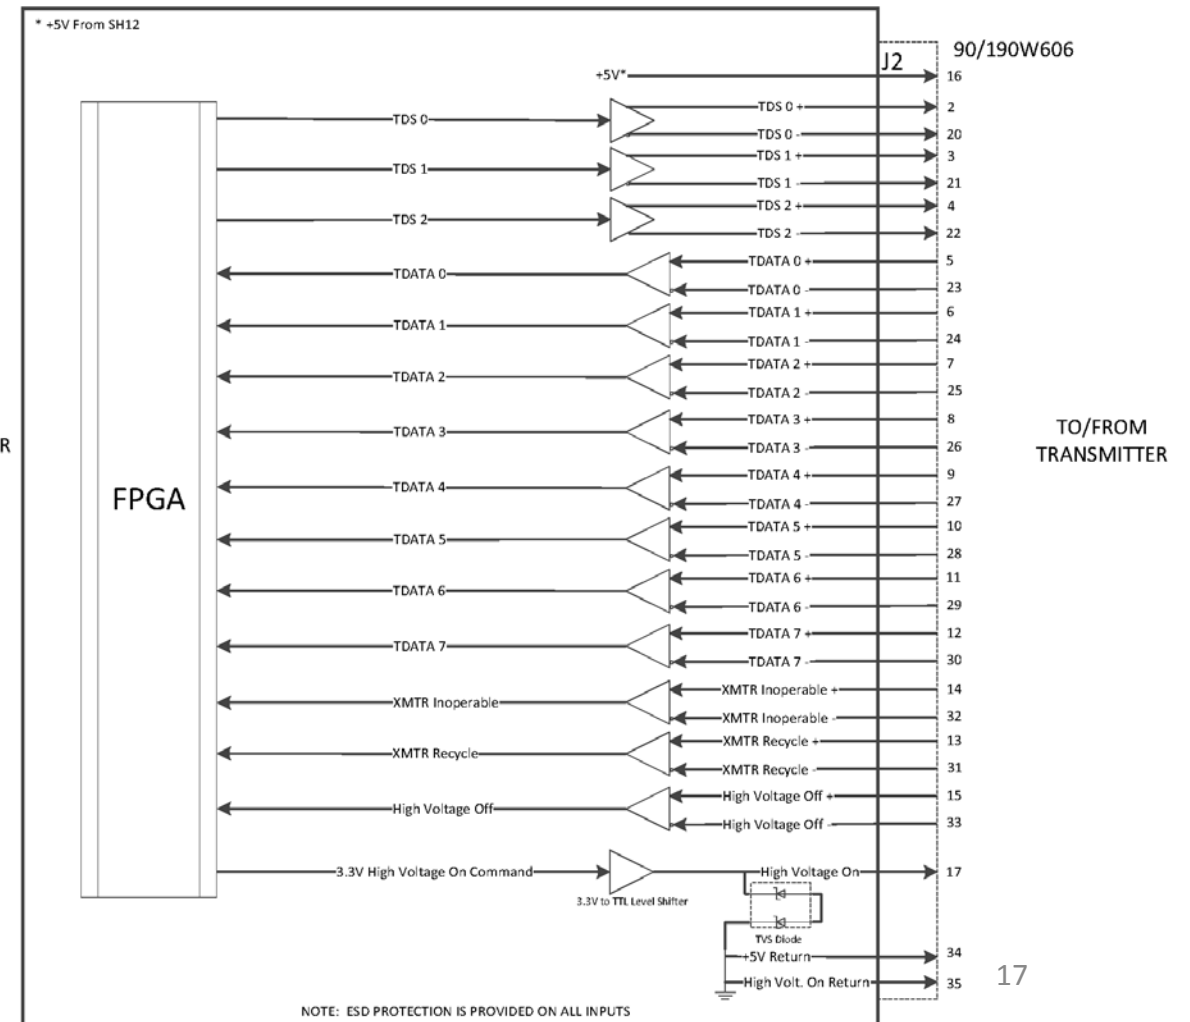 * +5V From SH12
90/190W606
J2
+5V*
16
TDS 0
TDS 0 +
2
TDS 0 -
20
TDS 1
TDS 1 +
3
TDS 1 -
21
TDS 2
TDS 2 +
4
TDS 2 -
22
TDATA 0
TDATA 0 +
5
TDATA 0 -
23
TDATA 1
TDATA 1 +
6
TDATA 1 -
24
TDATA 2
TDATA 2 +
7
TDATA 2 -
25
TDATA 3
TDATA 3 +
8
TDATA 3 -
26
R
TO/FROM
TRANSMITTER
FPGA
TDATA 4
TDATA 4 +
9
TDATA 4 -
27
TDATA 5
TDATA 5 +
10
TDATA 5 -
28
TDATA 6
TDATA 6 +
11
TDATA 6 -
29
TDATA 7
TDATA 7 +
12
TDATA 7 -
30
XMTR Inoperable
XMTR Inoperable +
14
XMTR Inoperable -
32
XMTR Recycle
XMTR Recycle +
13
XMTR Recycle -
31
High Voltage Off
High Voltage Off +
15
High Voltage Off -
33
3.3V High Voltage On Command
High Voltage On
17
3.3V to TTL Level Shifter
TVS Diode
+5V Return
34
High Volt. On Return
35
17
NOTE: ESD PROTECTION IS PROVIDED ON ALL INPUTS